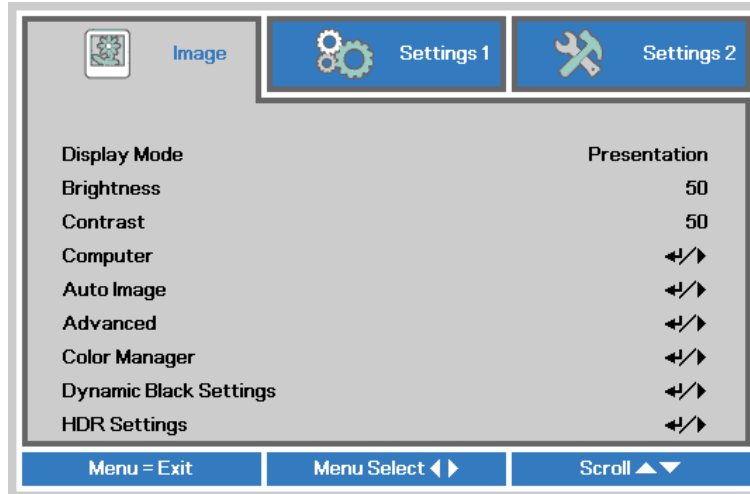 Image Settings 1 Settings 2
Display Mode Presentation
Brightness 50
Contrast 50
Computer ↵/▶
Auto Image ↵/▶
Advanced ↵/▶
Color Manager ↵/▶
Dynamic Black Settings ↵/▶
HDR Settings ↵/▶
Menu = Exit Menu Select ◀ ▶ Scroll ▲▼